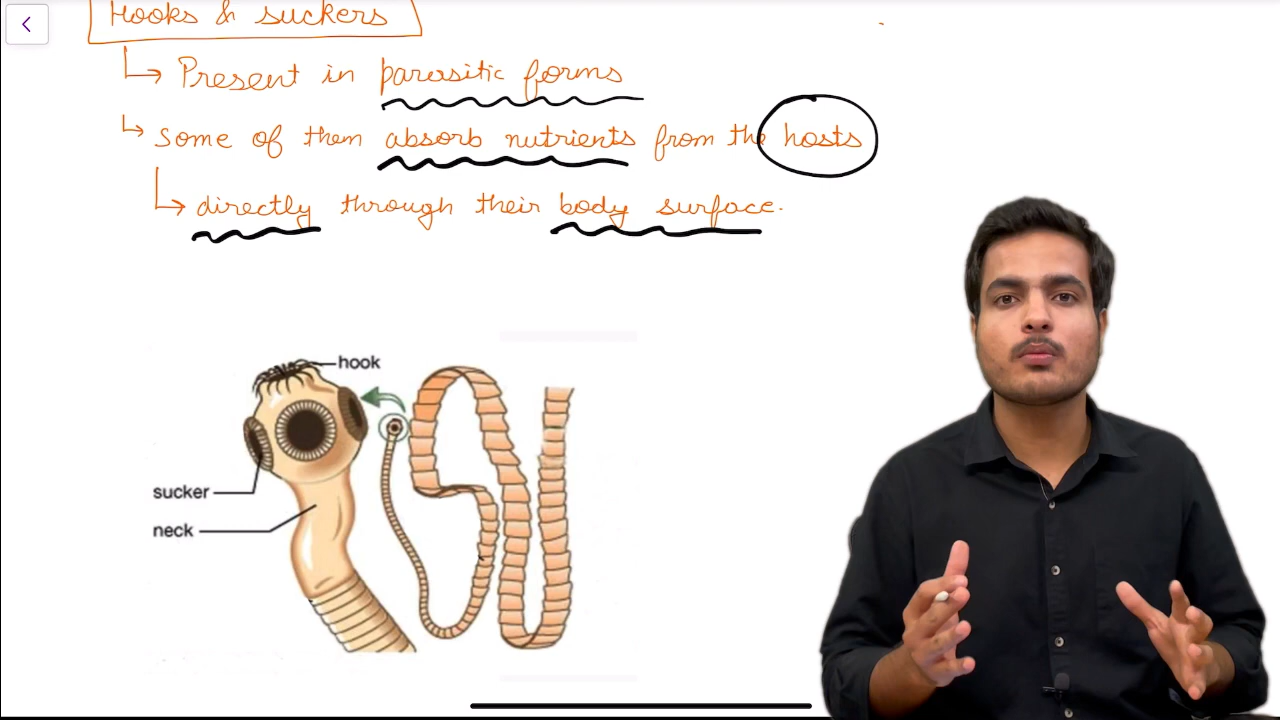 Hooks & suckers
Present in parasitic forms
Some of them absorb nutrients from the hosts
directly through their body surface.
hook
sucker
neck